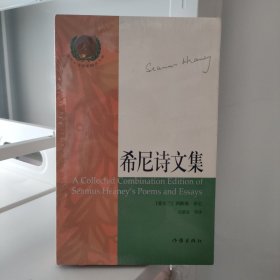 Seamus Heaney
希尼诗文集
A Collected Combination Edition of
Seamus Heaney's Poems and Essays
作家出版社